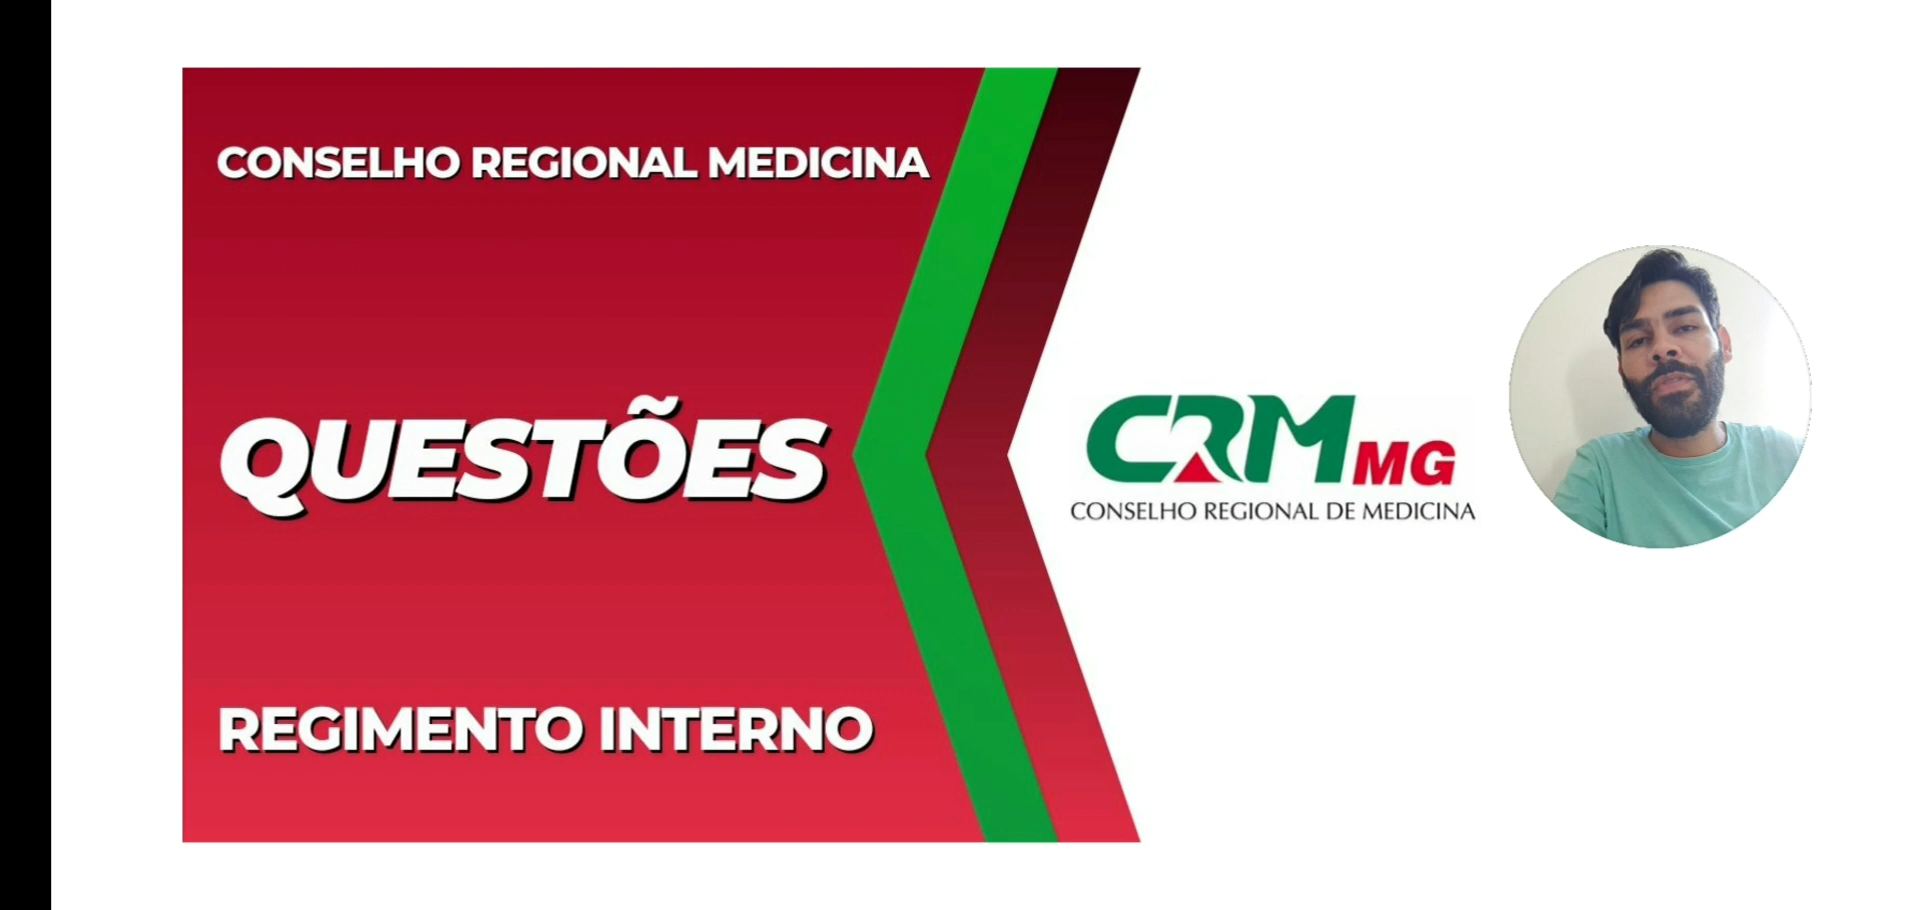 CONSELHO REGIONAL MEDICINA
QUESTÕES
REGIMENTO INTERNO
CRM MG
CONSELHO REGIONAL DE MEDICINA